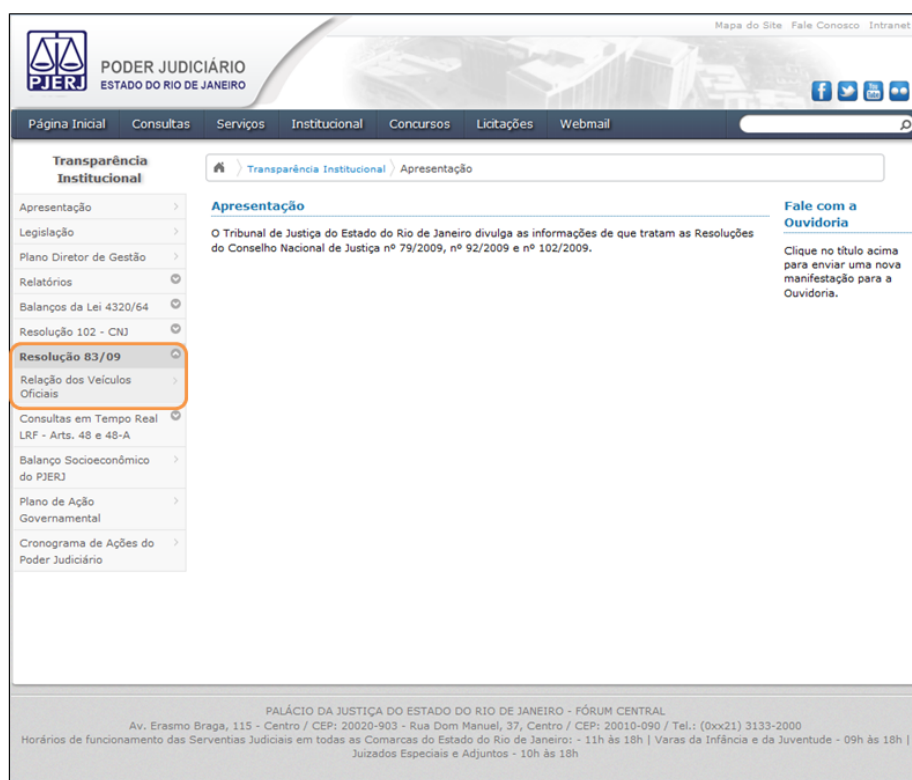 Mapa do Site Fale Conosco Intranet
PJERJ
PODER JUDICIÁRIO
ESTADO DO RIO DE JANEIRO
Página Inicial Consultas Serviços Institucional Concursos Licitações Webmail
Transparência
Institucional
Apresentação
Legislação
Plano Diretor de Gestão
Relatórios
Balanços da Lei 4320/64
Resolução 102 - CNJ
Resolução 83/09
Relação dos Veículos
Oficiais
Consultas em Tempo Real
LRF - Arts. 48 e 48-A
Balanço Socioeconômico
do PJERJ
Plano de Ação
Governamental
Cronograma de Ações do
Poder Judiciário
Transparência Institucional Apresentação
Apresentação
O Tribunal de Justiça do Estado do Rio de Janeiro divulga as informações de que tratam as Resoluções
do Conselho Nacional de Justiça nº 79/2009, nº 92/2009 e nº 102/2009.
Fale com a
Ouvidoria
Clique no título acima
para enviar uma nova
manifestação para a
Ouvidoria.
PALÁCIO DA JUSTIÇA DO ESTADO DO RIO DE JANEIRO - FÓRUM CENTRAL
Av. Erasmo Braga, 115 - Centro / CEP: 20020-903 - Rua Dom Manuel, 37, Centro / CEP: 20010-090 / Tel.: (0xx21) 3133-2000
Horários de funcionamento das Serventias Judiciais em todas as Comarcas do Estado do Rio de Janeiro: - 11h às 18h | Varas da Infância e da Juventude - 09h às 18h |
Juizados Especiais e Adjuntos - 10h às 18h